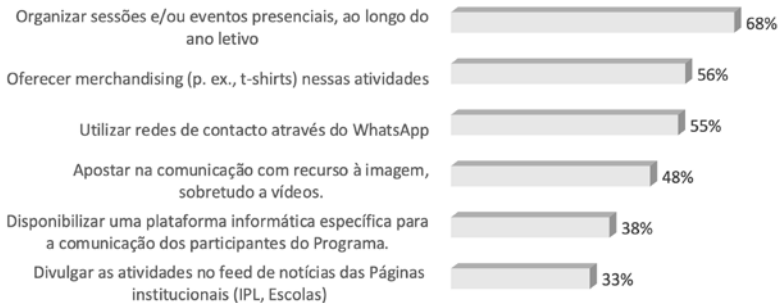 Organizar sessões e/ou eventos presenciais, ao longo do
ano letivo
68%
Oferecer merchandising (p. ex., t-shirts) nessas atividades
56%
Utilizar redes de contacto através do WhatsApp
55%
Apostar na comunicação com recurso à imagem,
sobretudo a vídeos.
48%
Disponibilizar uma plataforma informática específica para
a comunicação dos participantes do Programa.
38%
Divulgar as atividades no feed de notícias das Páginas
institucionais (IPL, Escolas)
33%